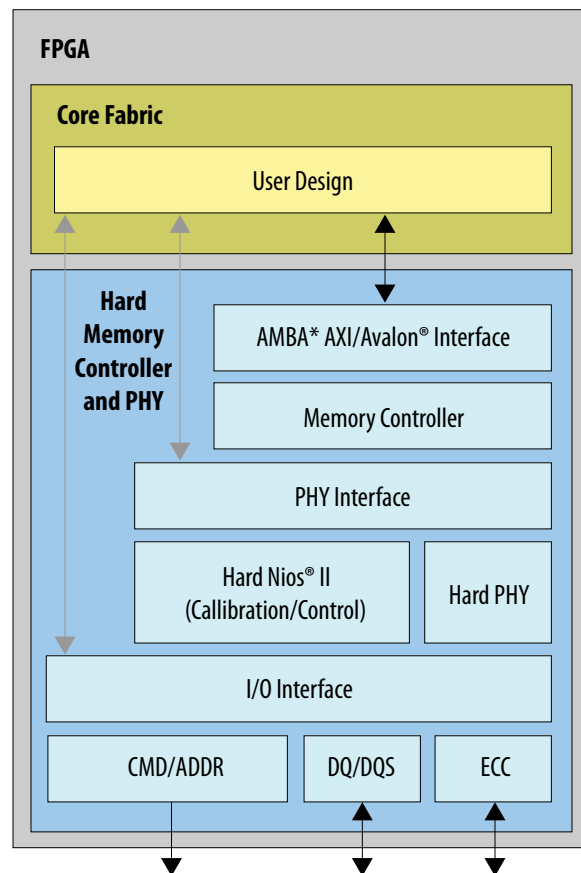 FPGA
Core Fabric
User Design
Hard
Memory
Controller
and PHY
AMBA* AXI/Avalon® Interface
Memory Controller
PHY Interface
Hard Nios® II
(Callibration/Control)
Hard PHY
I/O Interface
CMD/ADDR
DQ/DQS
ECC